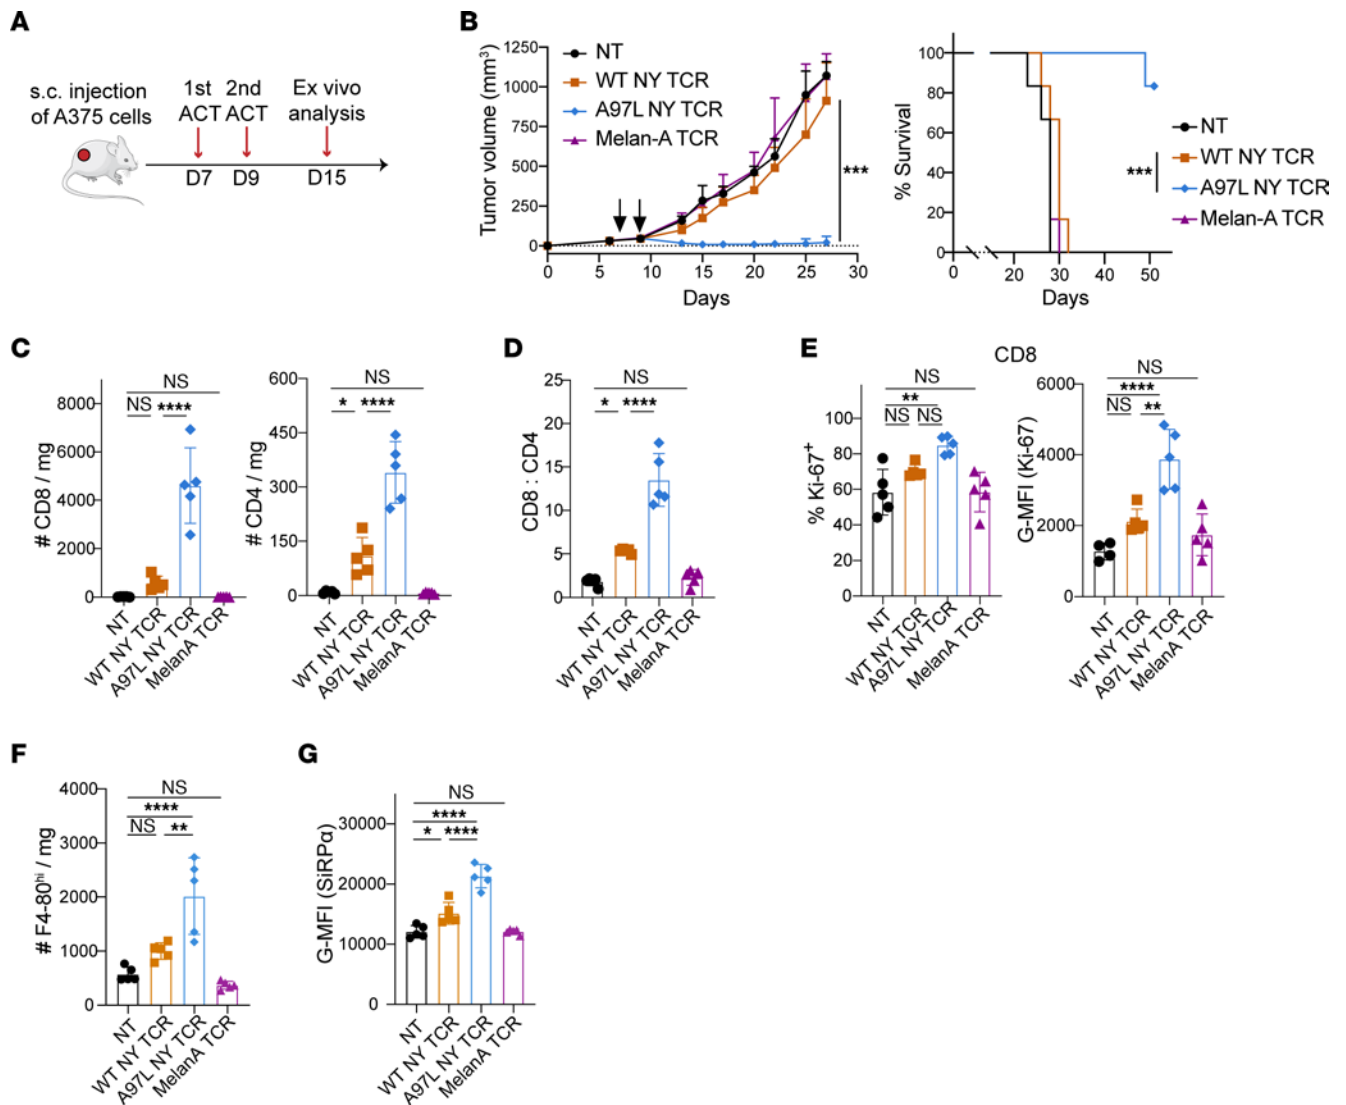 A
s.c. injection
of A375 cells
1st
ACT
2nd
ACT
Ex vivo
analysis
D7
D9
D15
B
Tumor volume (mm³)
1250
1000
750
500
250
0
0
5
10
15
20
25
30
Days
NT
WT NY TCR
A97L NY TCR
Melan-A TCR
***
% Survival
100
80
60
40
20
0
0
20
30
40
50
Days
NT
WT NY TCR
A97L NY TCR
Melan-A TCR
***
C
# CD8 / mg
8000
6000
4000
2000
0
NS
NS
****
NT
WT NY TCR
A97L NY TCR
MelanA TCR
# CD4 / mg
600
450
300
150
0
NS
*
****
NT
WT NY TCR
A97L NY TCR
MelanA TCR
D
CD8 : CD4
25
20
15
10
5
0
NS
*
****
NT
WT NY TCR
A97L NY TCR
MelanA TCR
E
CD8
% Ki-67⁺
100
80
60
40
20
0
NS
**
NS
NS
NT
WT NY TCR
A97L NY TCR
MelanA TCR
G-MFI (Ki-67)
6000
4000
2000
0
NS
****
NS
**
NT
WT NY TCR
A97L NY TCR
MelanA TCR
F
# F4-80ʰⁱ / mg
4000
3000
2000
1000
0
NS
****
NS
**
NT
WT NY TCR
A97L NY TCR
MelanA TCR
G
G-MFI (SiRPα)
30000
20000
10000
0
NS
****
*
****
NT
WT NY TCR
A97L NY TCR
MelanA TCR